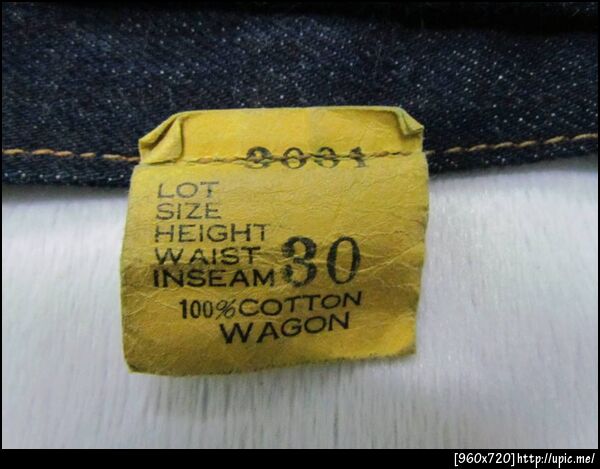 LOT
SIZE
HEIGHT
WAIST 30
INSEAM
100% COTTON
WAGON
[960x720]http://upic.me/